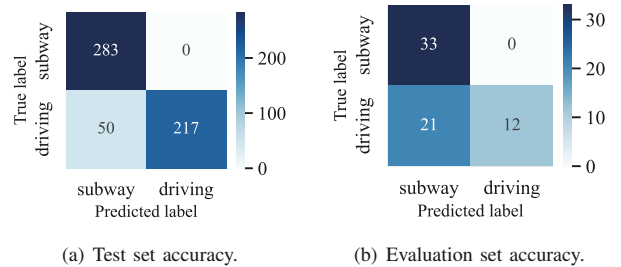 True label
subway
driving
283
0
50
217
200
100
0
subway driving
Predicted label
(a) Test set accuracy.
True label
subway
driving
33
0
21
12
30
20
10
0
subway driving
Predicted label
(b) Evaluation set accuracy.